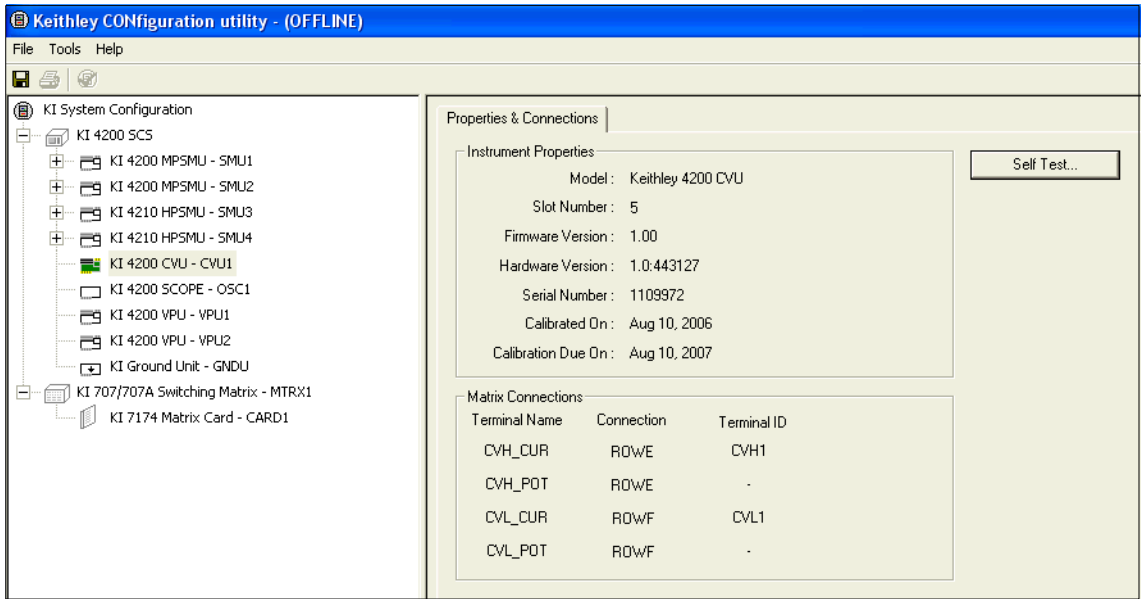 Keithley CONfiguration utility - (OFFLINE)
File Tools Help
KI System Configuration
KI 4200 SCS
KI 4200 MPSMU - SMU1
KI 4200 MPSMU - SMU2
KI 4210 HPSMU - SMU3
KI 4210 HPSMU - SMU4
KI 4200 CVU - CVU1
KI 4200 SCOPE - OSC1
KI 4200 VPU - VPU1
KI 4200 VPU - VPU2
KI Ground Unit - GNDU
KI 707/707A Switching Matrix - MTRX1
KI 7174 Matrix Card - CARD1
Properties & Connections
Instrument Properties
Model : Keithley 4200 CVU
Slot Number : 5
Firmware Version : 1.00
Hardware Version : 1.0:443127
Serial Number : 1109972
Calibrated On : Aug 10, 2006
Calibration Due On : Aug 10, 2007
Self Test...
Matrix Connections
Terminal Name Connection Terminal ID
CVH_CUR ROWE CVH1
CVH_POT ROWE -
CVL_CUR ROWF CVL1
CVL_POT ROWF -